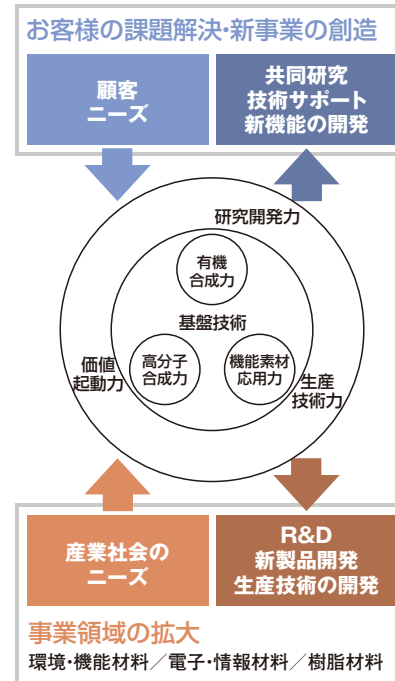 お客様の課題解決・新事業の創造
顧客
ニーズ
共同研究
技術サポート
新機能の開発
研究開発力
有機
合成力
基盤技術
価値
起動力
高分子
合成力
機能素材
応用力
生産
技術力
産業社会の
ニーズ
R&D
新製品開発
生産技術の開発
事業領域の拡大
環境・機能材料／電子・情報材料／樹脂材料